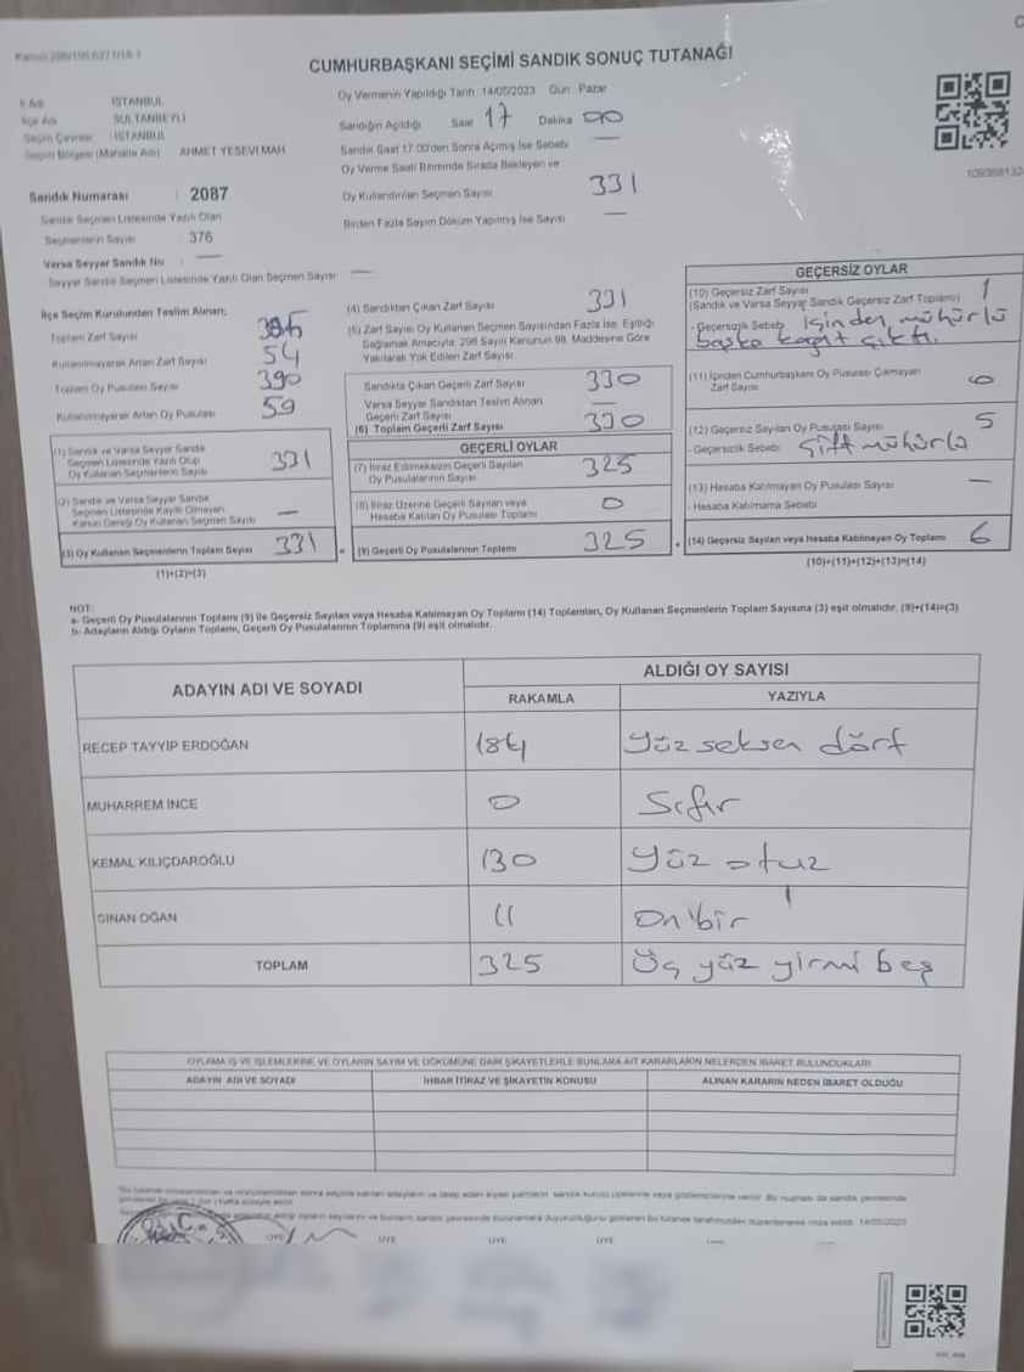 CUMHURBAŞKANI SEÇİMİ SANDIK SONUÇ TUTANAĞI
İl Adı İSTANBUL
İlçe Adı SULTANBEYLİ
Seçim Çevresi İSTANBUL
Seçim Bölgesi (Mahalle Adı) AHMET YESEVİ MAH
Sandık Numarası : 2087
Sandık Seçmen Listesinde Yazılı Olan
Seçmenlerin Sayısı 376
Varsa Seyyar Sandık No : —
Seyyar Sandık Seçmen Listesinde Yazılı Olan Seçmen Sayısı —
Oy Vermenin Yapıldığı Tarih: 14/05/2023 Gün : Pazar
Sandığın Açıldığı Saat 17 Dakika 00
Sandık Saat 17:00'den Sonra Açılmış İse Sebebi —
Oy Verme Saati Bitiminde Sırada Bekleyen ve
Oy Kullandırılan Seçmen Sayısı 331
Birden Fazla Sayım Döküm Yapılmış İse Sayısı —
İlçe Seçim Kurulundan Teslim Alınan;
Toplam Zarf Sayısı
Kullanılmayarak Artan Zarf Sayısı 54
Toplam Oy Pusulası Sayısı 390
Kullanılmayarak Artan Oy Pusulası 59
(1) Sandık ve Varsa Seyyar Sandık
Seçmen Listesinde Yazılı Olup
Oy Kullanan Seçmenlerin Sayısı 331
(2) Sandık ve Varsa Seyyar Sandık
Seçmen Listesinde Kayıtlı Olmayan
Kanun Gereği Oy Kullanan Seçmen Sayısı —
(3) Oy Kullanan Seçmenlerin Toplam Sayısı 331
(1)+(2)=(3)
(4) Sandıktan Çıkan Zarf Sayısı 331
(5) Zarf Sayısı Oy Kullanan Seçmen Sayısından Fazla İse, Eşitliği
Sağlamak Amacıyla, 298 Sayılı Kanunun 98. Maddesine Göre
Yakılarak Yok Edilen Zarf Sayısı
Sandıkta Çıkan Geçerli Zarf Sayısı 330
Varsa Seyyar Sandıktan Teslim Alınan
Geçerli Zarf Sayısı —
(6) Toplam Geçerli Zarf Sayısı 330
GEÇERLİ OYLAR
(7) İtiraz Edilmeksizin Geçerli Sayılan
Oy Pusulalarının Sayısı 325
(8) İtiraz Üzerine Geçerli Sayılan veya
Hesaba Katılan Oy Pusulası Toplamı 0
(9) Geçerli Oy Pusulalarının Toplamı 325
GEÇERSİZ OYLAR
(10) Geçersiz Zarf Sayısı 1
(Sandık ve Varsa Seyyar Sandık Geçersiz Zarf Toplamı)
- Geçersizlik Sebebi İçinden mühürlü
başka kağıt çıktı.
(11) İçinden Cumhurbaşkanı Oy Pusulası Çıkmayan
Zarf Sayısı 0
(12) Geçersiz Sayılan Oy Pusulası Sayısı 5
- Geçersizlik Sebebi Çift mühürlü
(13) Hesaba Katılmayan Oy Pusulası Sayısı —
- Hesaba Katılmama Sebebi
(14) Geçersiz Sayılan veya Hesaba Katılmayan Oy Toplamı 6
(10)+(11)+(12)+(13)=(14)
NOT:
a- Geçerli Oy Pusulalarının Toplamı (9) ile Geçersiz Sayılan veya Hesaba Katılmayan Oy Toplamı (14) Toplamları, Oy Kullanan Seçmenlerin Toplam Sayısına (3) eşit olmalıdır. (9)+(14)=(3)
b- Adayların Aldığı Oyların Toplamı, Geçerli Oy Pusulalarının Toplamına (9) eşit olmalıdır.
ADAYIN ADI VE SOYADI
ALDIĞI OY SAYISI
RAKAMLA YAZIYLA
RECEP TAYYİP ERDOĞAN 184 Yüz seksen dört
MUHARREM İNCE 0 Sıfır
KEMAL KILIÇDAROĞLU 130 Yüz otuz
SİNAN OĞAN 11 On bir
TOPLAM 325 Üç yüz yirmi beş
OYLAMA İŞ VE İŞLEMLERİNE VE OYLARIN SAYIM VE DÖKÜMÜNE DAİR ŞİKAYETLERLE BUNLARA AİT KARARLARIN NELERDEN İBARET BULUNDUKLARI
ADAYIN ADI VE SOYADI İHBAR İTİRAZ VE ŞİKAYETİN KONUSU ALINAN KARARIN NEDEN İBARET OLDUĞU
ÜYE ÜYE ÜYE ÜYE